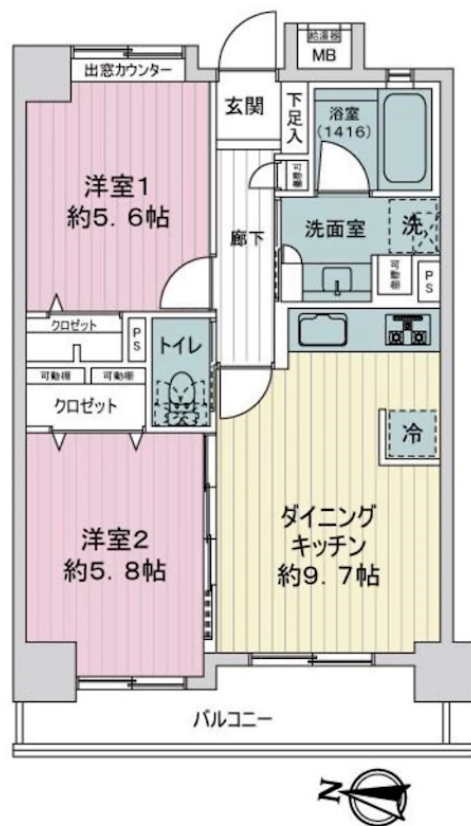 給湯器
MB
出窓カウンター
玄関
下足入
浴室
(1416)
可動棚
洋室1
約5.6帖
廊下
洗面室
洗
可動棚
PS
クロゼット
PS
トイレ
可動棚
可動棚
クロゼット
冷
洋室2
約5.8帖
ダイニング
キッチン
約9.7帖
バルコニー
N